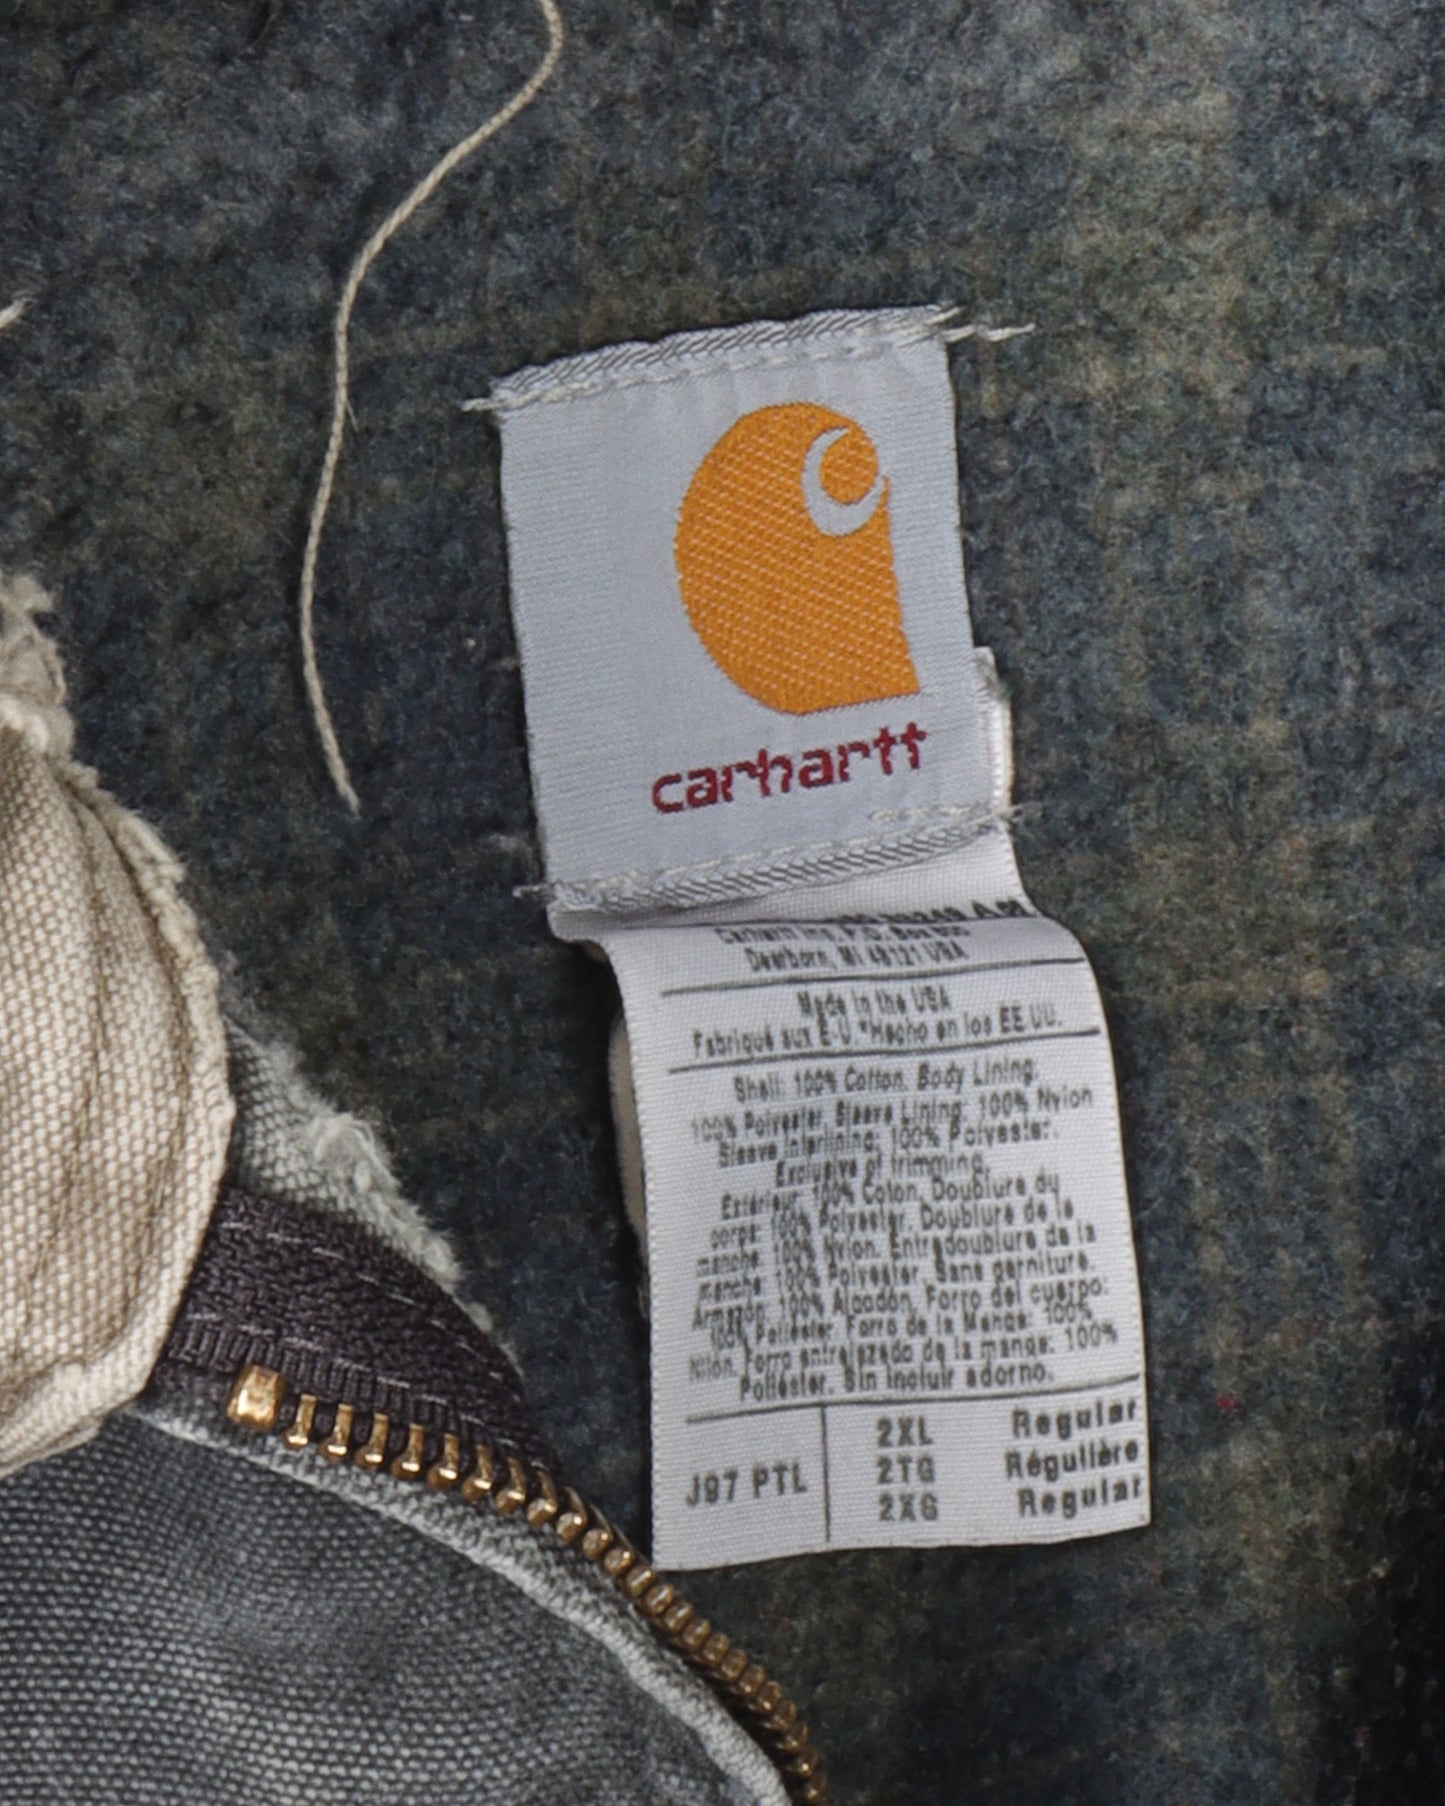 carhartt
Carhartt Inc. P.O. Box 600
Dearborn, MI 48121 USA
Made in the USA
Fabriqué aux E-U. *Hecho en los EE UU.
Shell: 100% Cotton. Body Lining:
100% Polyester. Sleeve Lining: 100% Nylon
Sleeve Interlining: 100% Polyester.
Exclusive of trimming.
Extérieur: 100% Coton. Doublure du
corps: 100% Polyester. Doublure de la
manche: 100% Nylon. Entredoublure de la
manche: 100% Polyester. Sans garniture.
Armazón: 100% Algodón. Forro del cuerpo:
100% Poliéster. Forro de la Manga: 100%
Nilón. Forro entrelazado de la manga: 100%
Poliéster. Sin incluir adorno.
J97 PTL
2XL Regular
2TG Régulière
2XG Regular